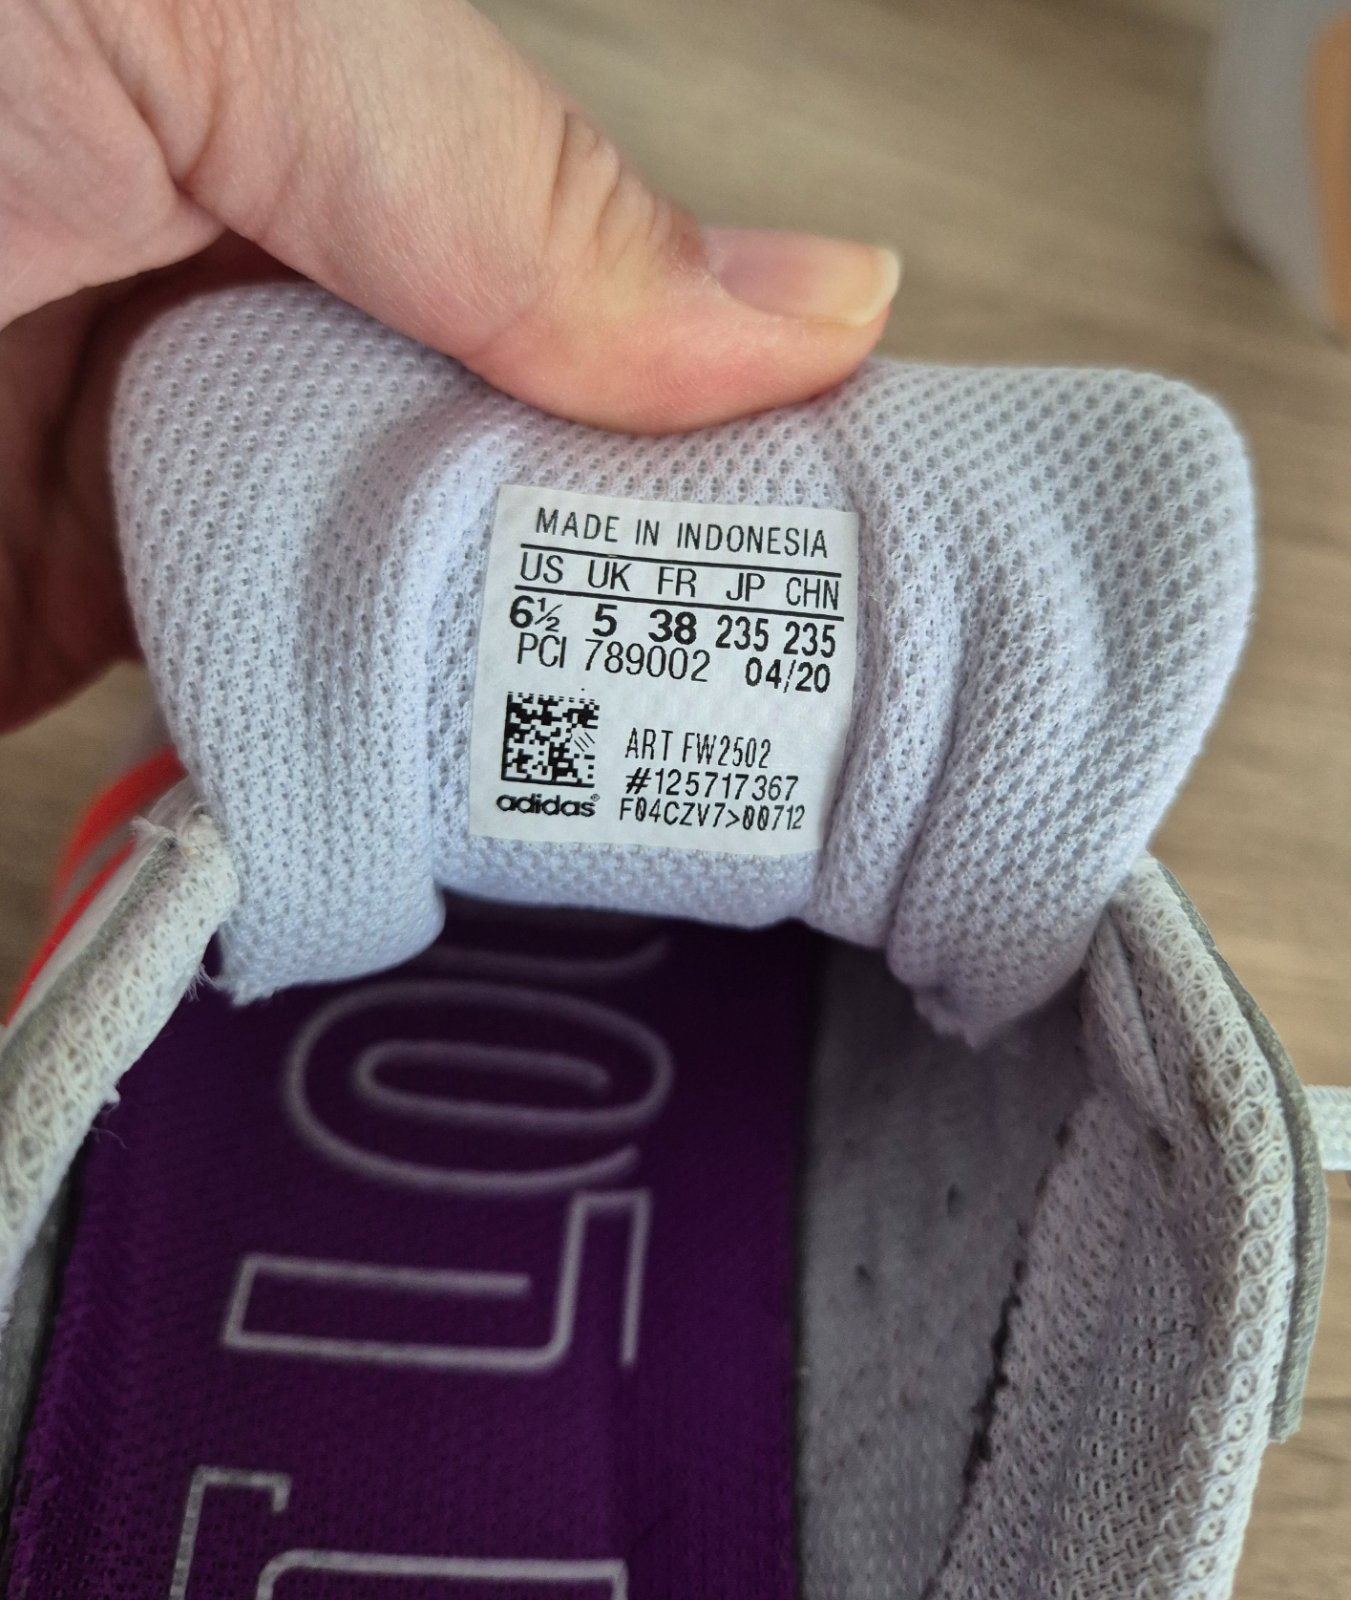 MADE IN INDONESIA
US UK FR JP CHN
6½ 5 38 235 235
PCI 789002 04/20
ART FW2502
#125717367
adidas® F04CZV7>00712